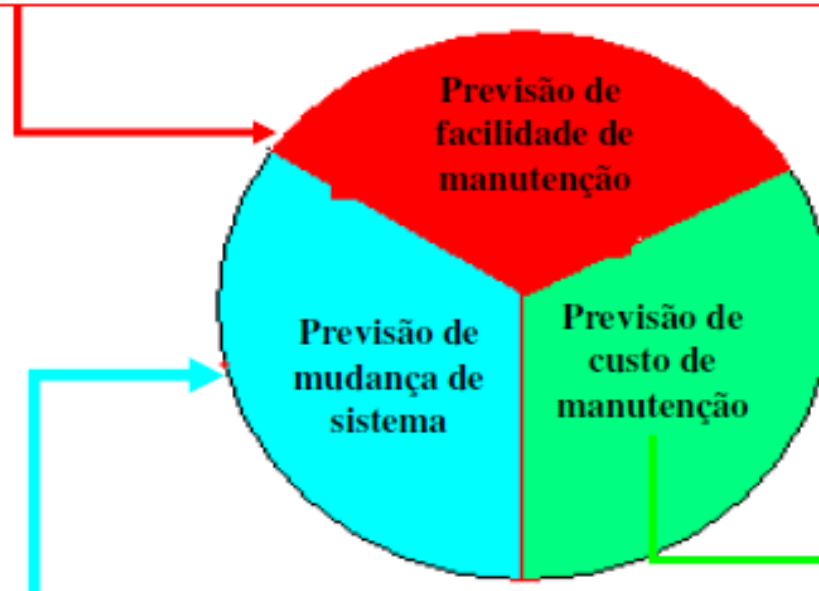 Previsão de
facilidade de
manutenção
Previsão de
mudança de
sistema
Previsão de
custo de
manutenção